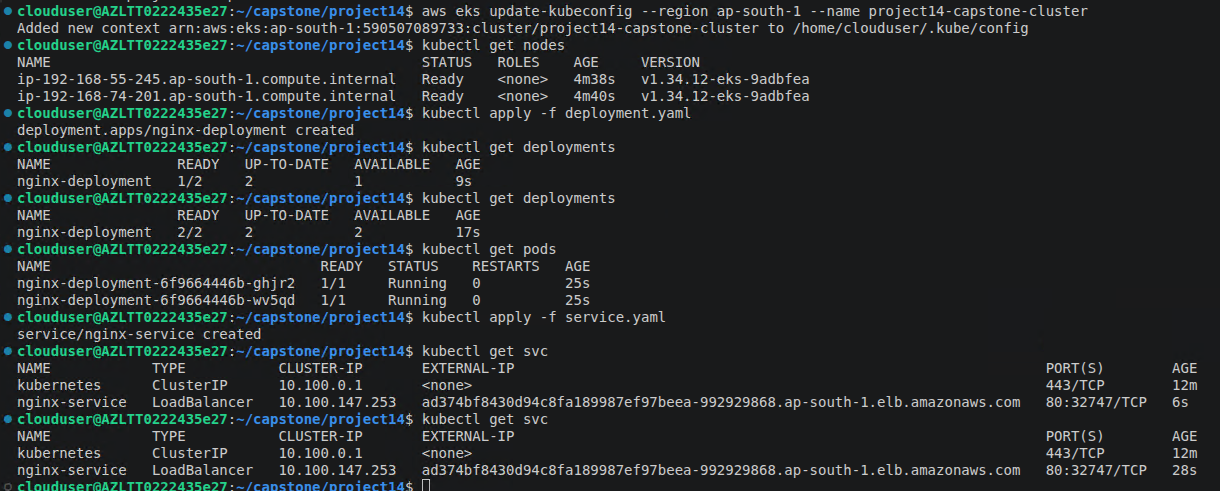 clouduser@AZLTT0222435e27:~/capstone/project14$ aws eks update-kubeconfig --region ap-south-1 --name project14-capstone-cluster
Added new context arn:aws:eks:ap-south-1:590507089733:cluster/project14-capstone-cluster to /home/clouduser/.kube/config
clouduser@AZLTT0222435e27:~/capstone/project14$ kubectl get nodes
NAME STATUS ROLES AGE VERSION
ip-192-168-55-245.ap-south-1.compute.internal Ready <none> 4m38s v1.34.12-eks-9adbfea
ip-192-168-74-201.ap-south-1.compute.internal Ready <none> 4m40s v1.34.12-eks-9adbfea
clouduser@AZLTT0222435e27:~/capstone/project14$ kubectl apply -f deployment.yaml
deployment.apps/nginx-deployment created
clouduser@AZLTT0222435e27:~/capstone/project14$ kubectl get deployments
NAME READY UP-TO-DATE AVAILABLE AGE
nginx-deployment 1/2 2 1 9s
clouduser@AZLTT0222435e27:~/capstone/project14$ kubectl get deployments
NAME READY UP-TO-DATE AVAILABLE AGE
nginx-deployment 2/2 2 2 17s
clouduser@AZLTT0222435e27:~/capstone/project14$ kubectl get pods
NAME READY STATUS RESTARTS AGE
nginx-deployment-6f9664446b-ghjr2 1/1 Running 0 25s
nginx-deployment-6f9664446b-wv5qd 1/1 Running 0 25s
clouduser@AZLTT0222435e27:~/capstone/project14$ kubectl apply -f service.yaml
service/nginx-service created
clouduser@AZLTT0222435e27:~/capstone/project14$ kubectl get svc
NAME TYPE CLUSTER-IP EXTERNAL-IP PORT(S) AGE
kubernetes ClusterIP 10.100.0.1 <none> 443/TCP 12m
nginx-service LoadBalancer 10.100.147.253 ad374bf8430d94c8fa189987ef97beea-992929868.ap-south-1.elb.amazonaws.com 80:32747/TCP 6s
clouduser@AZLTT0222435e27:~/capstone/project14$ kubectl get svc
NAME TYPE CLUSTER-IP EXTERNAL-IP PORT(S) AGE
kubernetes ClusterIP 10.100.0.1 <none> 443/TCP 12m
nginx-service LoadBalancer 10.100.147.253 ad374bf8430d94c8fa189987ef97beea-992929868.ap-south-1.elb.amazonaws.com 80:32747/TCP 28s
clouduser@AZLTT0222435e27:~/capstone/project14$